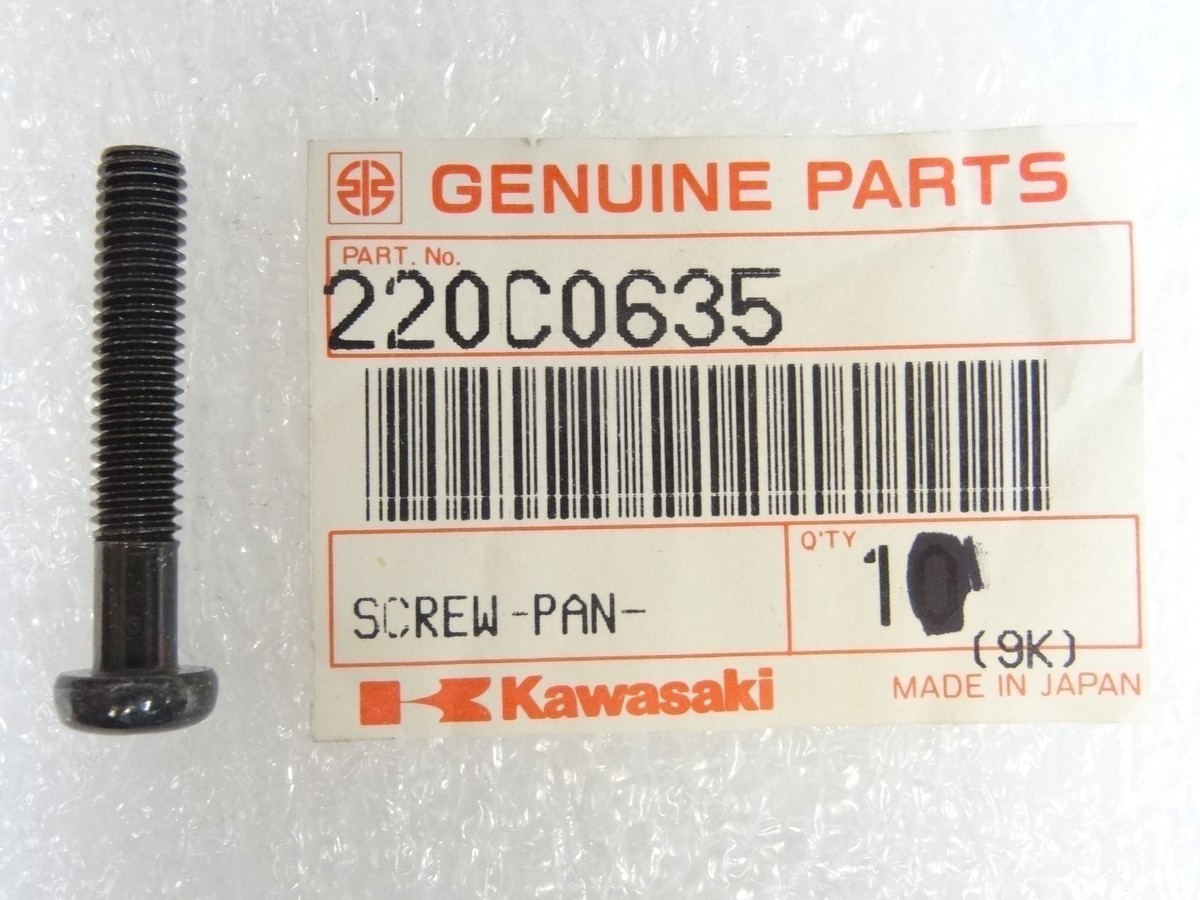 GENUINE PARTS
PART. No.
220C0635
SCREW-PAN-
Q'TY
10
(9K)
Kawasaki
MADE IN JAPAN